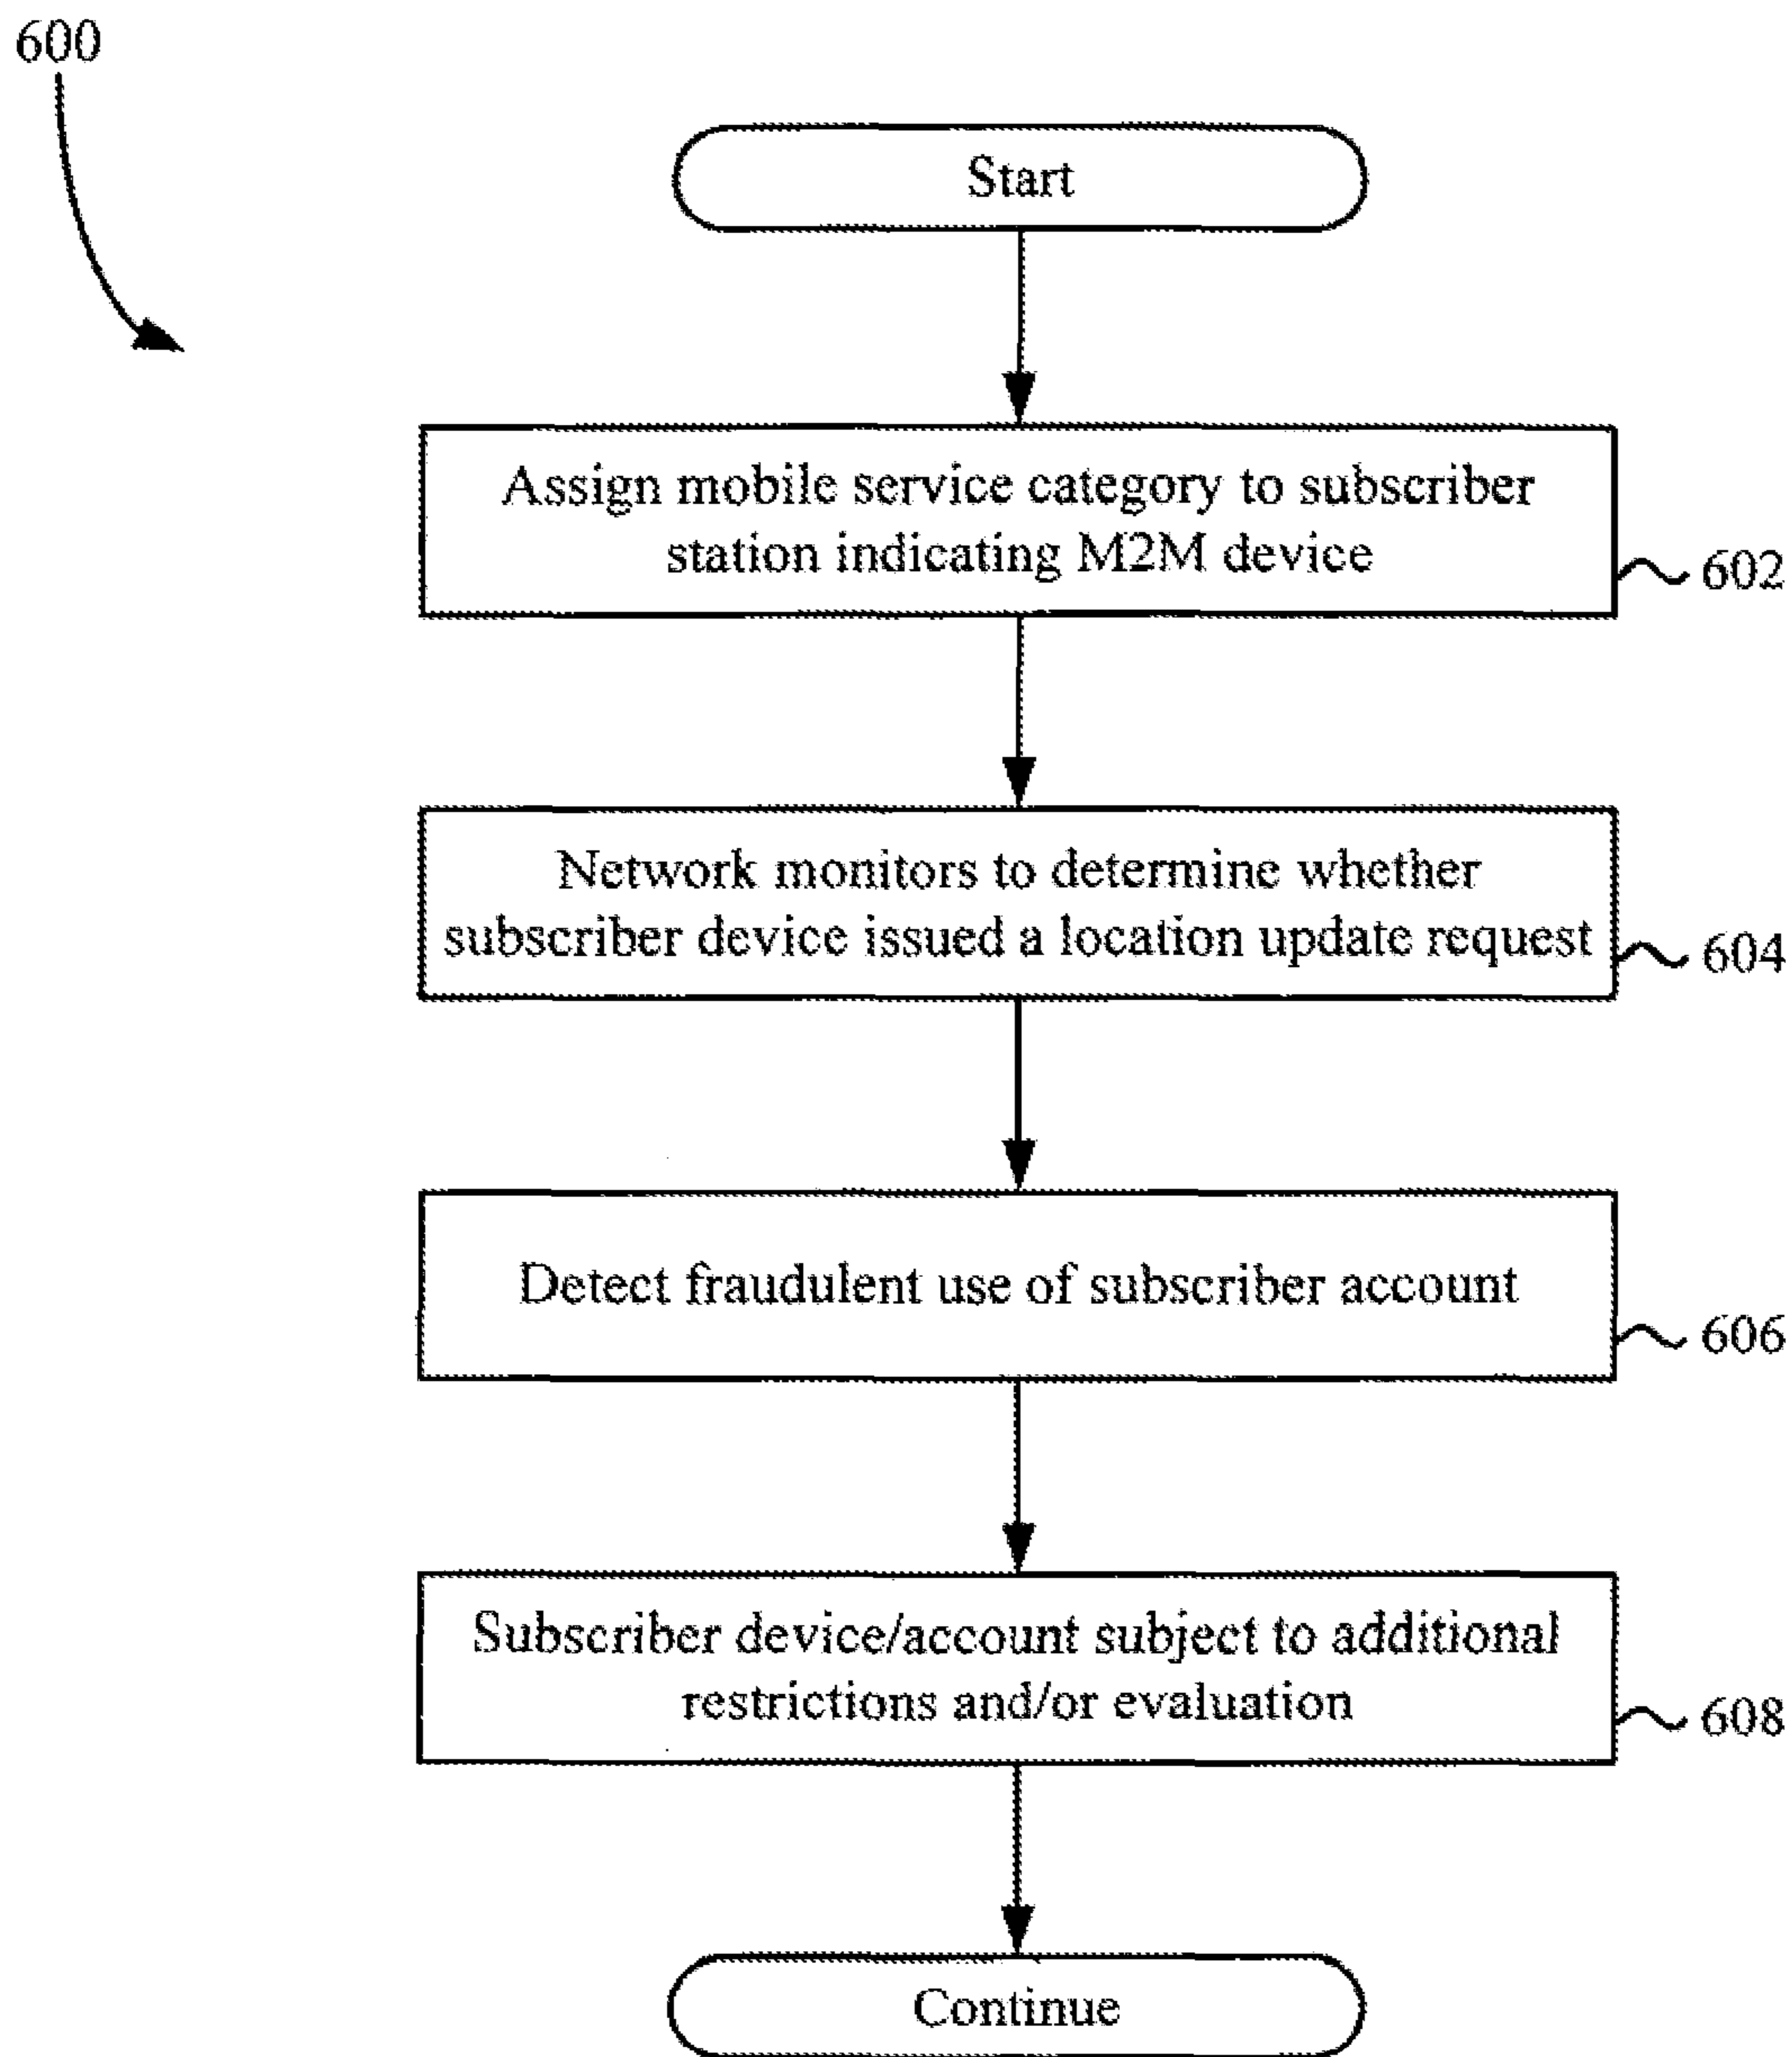 600
Start
Assign mobile service category to subscriber
station indicating M2M device
602
Network monitors to determine whether
subscriber device issued a location update request
604
Detect fraudulent use of subscriber account
606
Subscriber device/account subject to additional
restrictions and/or evaluation
608
Continue